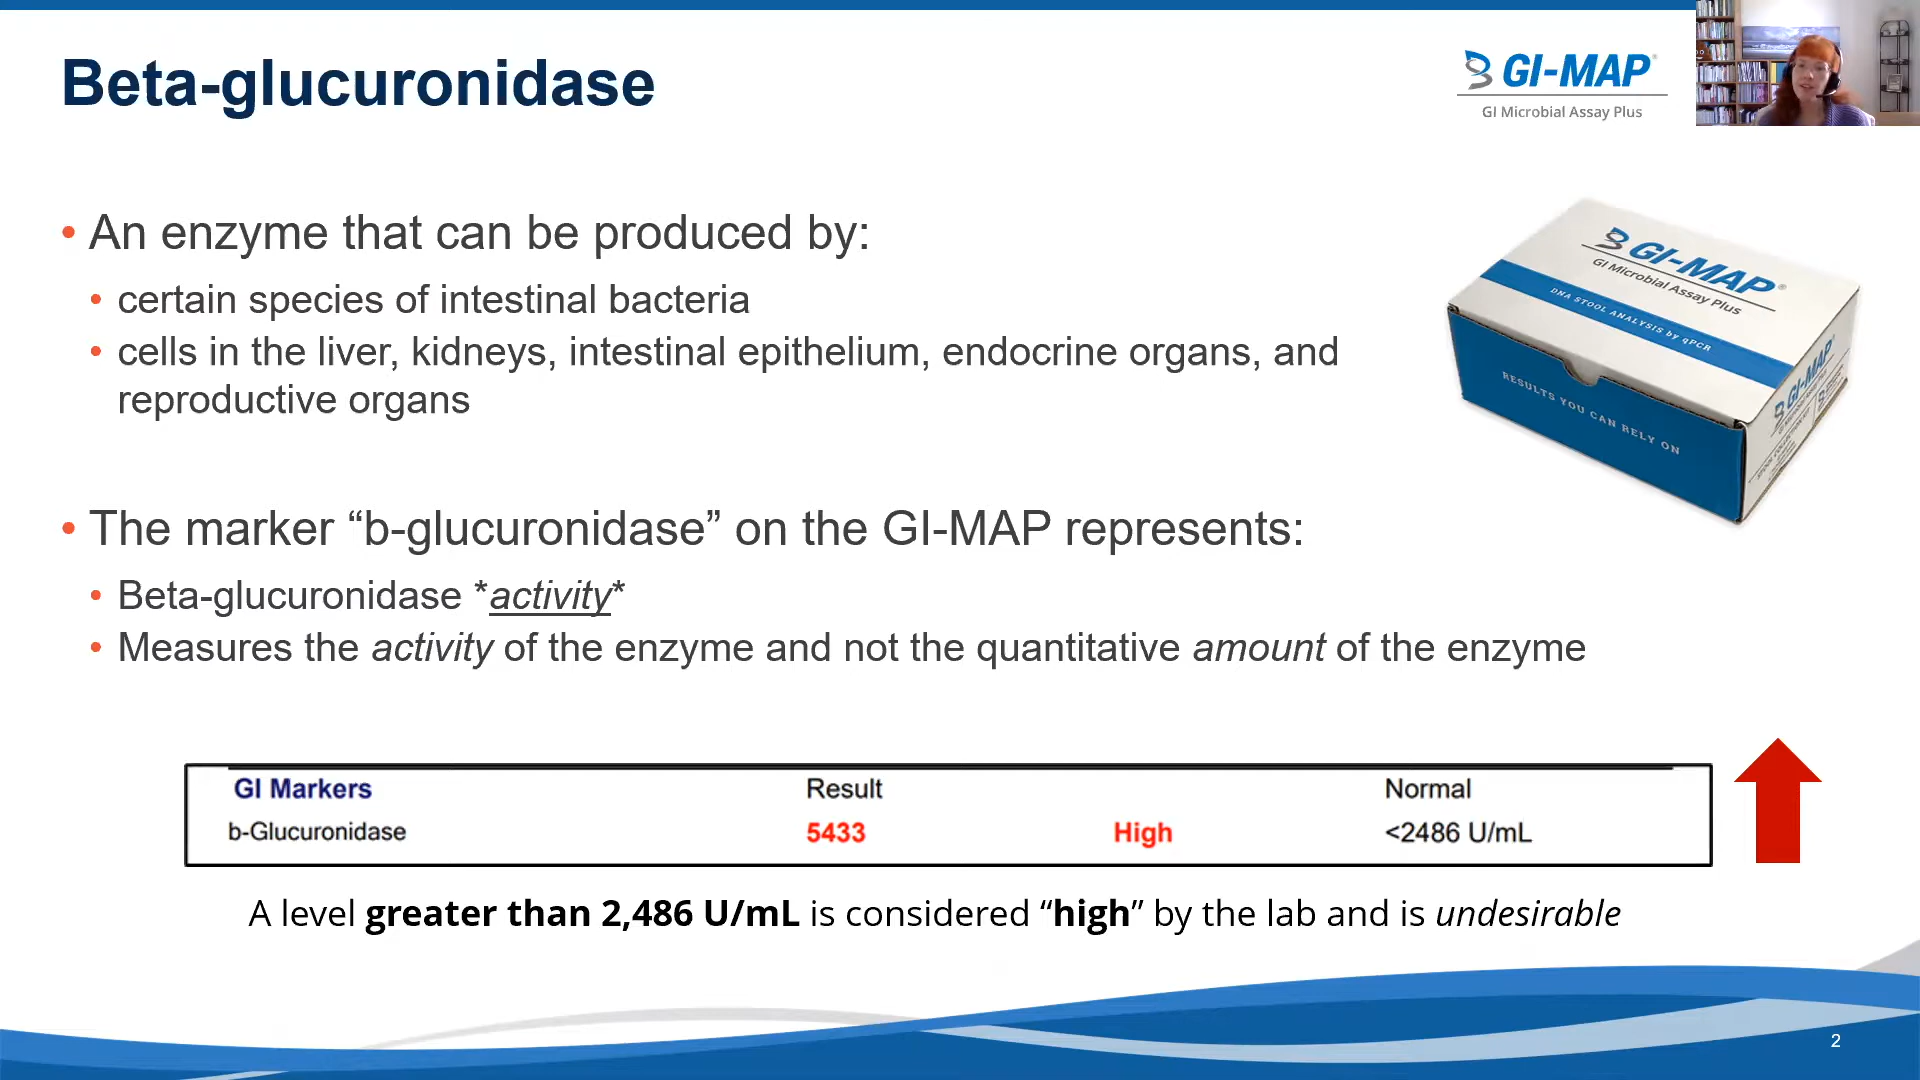 Beta-glucuronidase
GI-MAP®
GI Microbial Assay Plus
• An enzyme that can be produced by:
• certain species of intestinal bacteria
• cells in the liver, kidneys, intestinal epithelium, endocrine organs, and
reproductive organs
GI-MAP®
GI Microbial Assay Plus
DNA STOOL ANALYSIS by qPCR
RESULTS YOU CAN RELY ON
GI-MAP
• The marker “b-glucuronidase” on the GI-MAP represents:
• Beta-glucuronidase *activity*
• Measures the activity of the enzyme and not the quantitative amount of the enzyme
GI Markers Result Normal
b-Glucuronidase 5433 High <2486 U/mL
A level greater than 2,486 U/mL is considered “high” by the lab and is undesirable
2